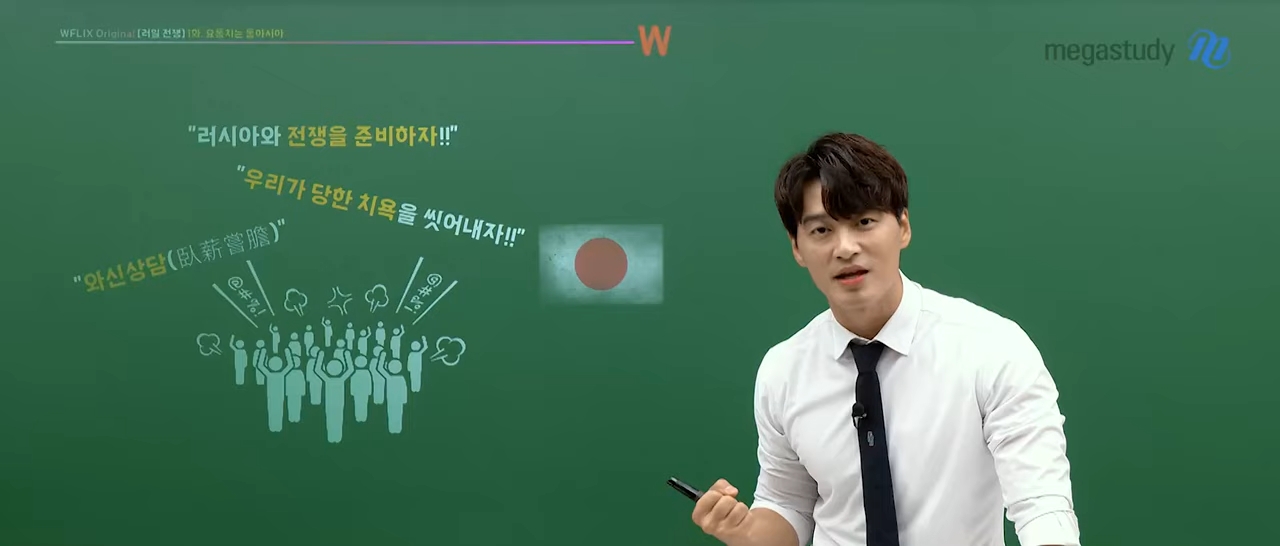 WFLIX Original [러일 전쟁] 1화. 요동치는 동아시아
W
megastudy
"러시아와 전쟁을 준비하자!!"
"우리가 당한 치욕을 씻어내자!!"
"와신상담(臥薪嘗膽)"
@#%!
@#&!